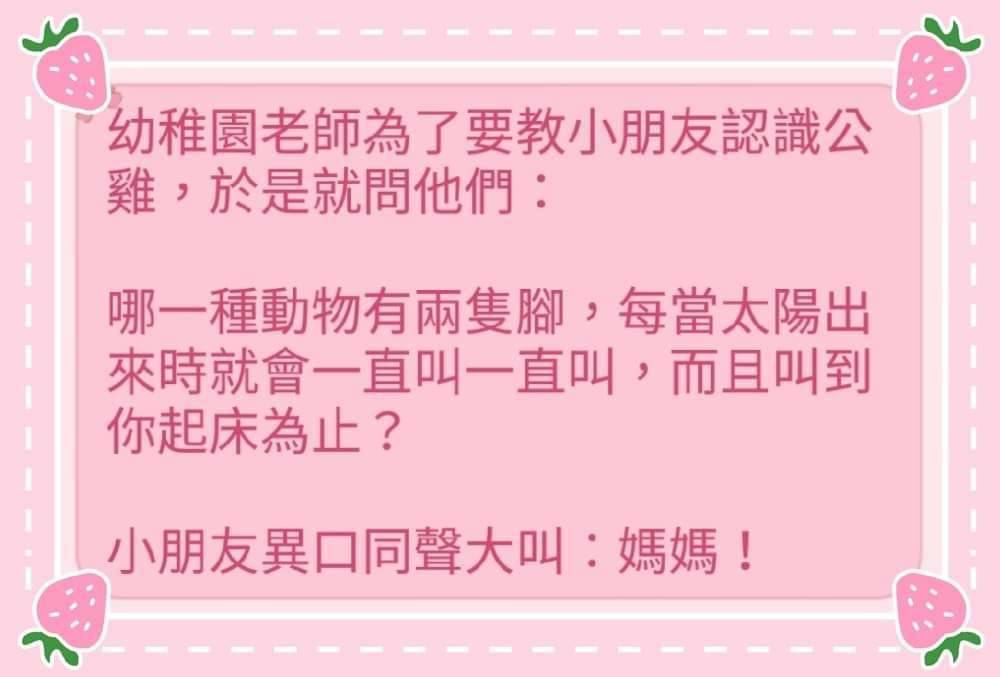 幼稚園老師為了要教小朋友認識公
雞，於是就問他們：
哪一種動物有兩隻腳，每當太陽出
來時就會一直叫一直叫，而且叫到
你起床為止？
小朋友異口同聲大叫：媽媽！